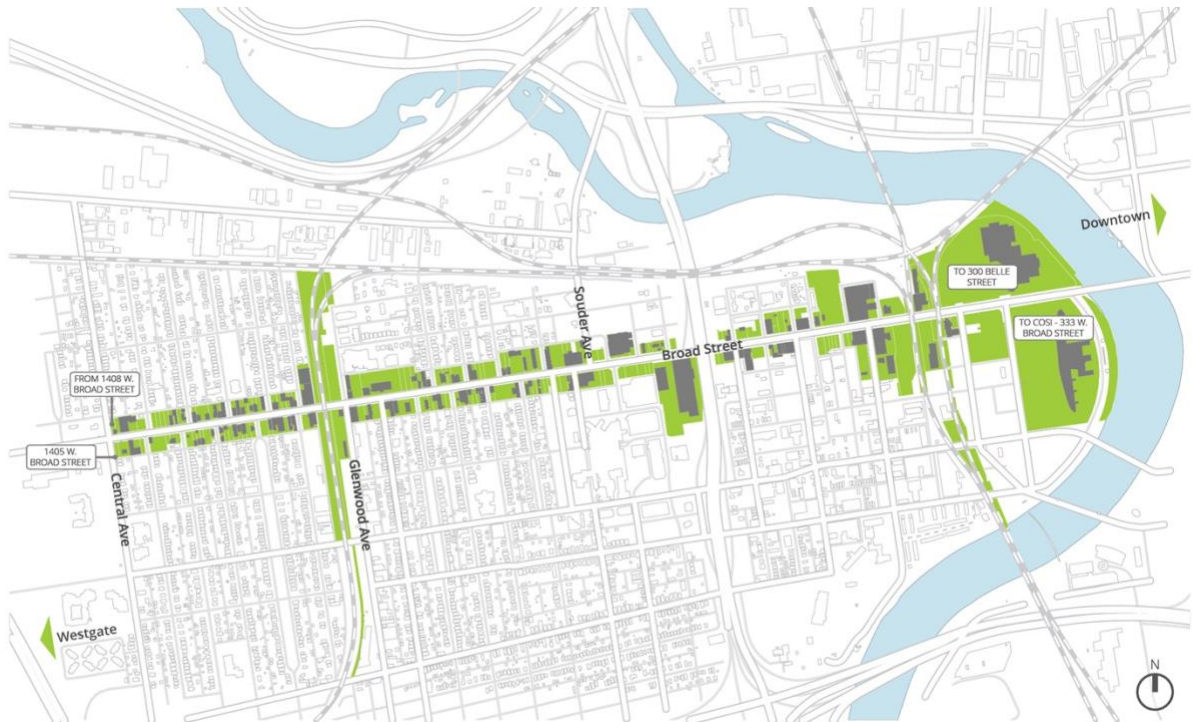 Downtown
TO 300 BELLE
STREET
Souder Ave
TO COSI - 333 W.
BROAD STREET
Broad Street
FROM 1408 W.
BROAD STREET
1405 W.
BROAD STREET
Central Ave
Glenwood Ave
Westgate
N